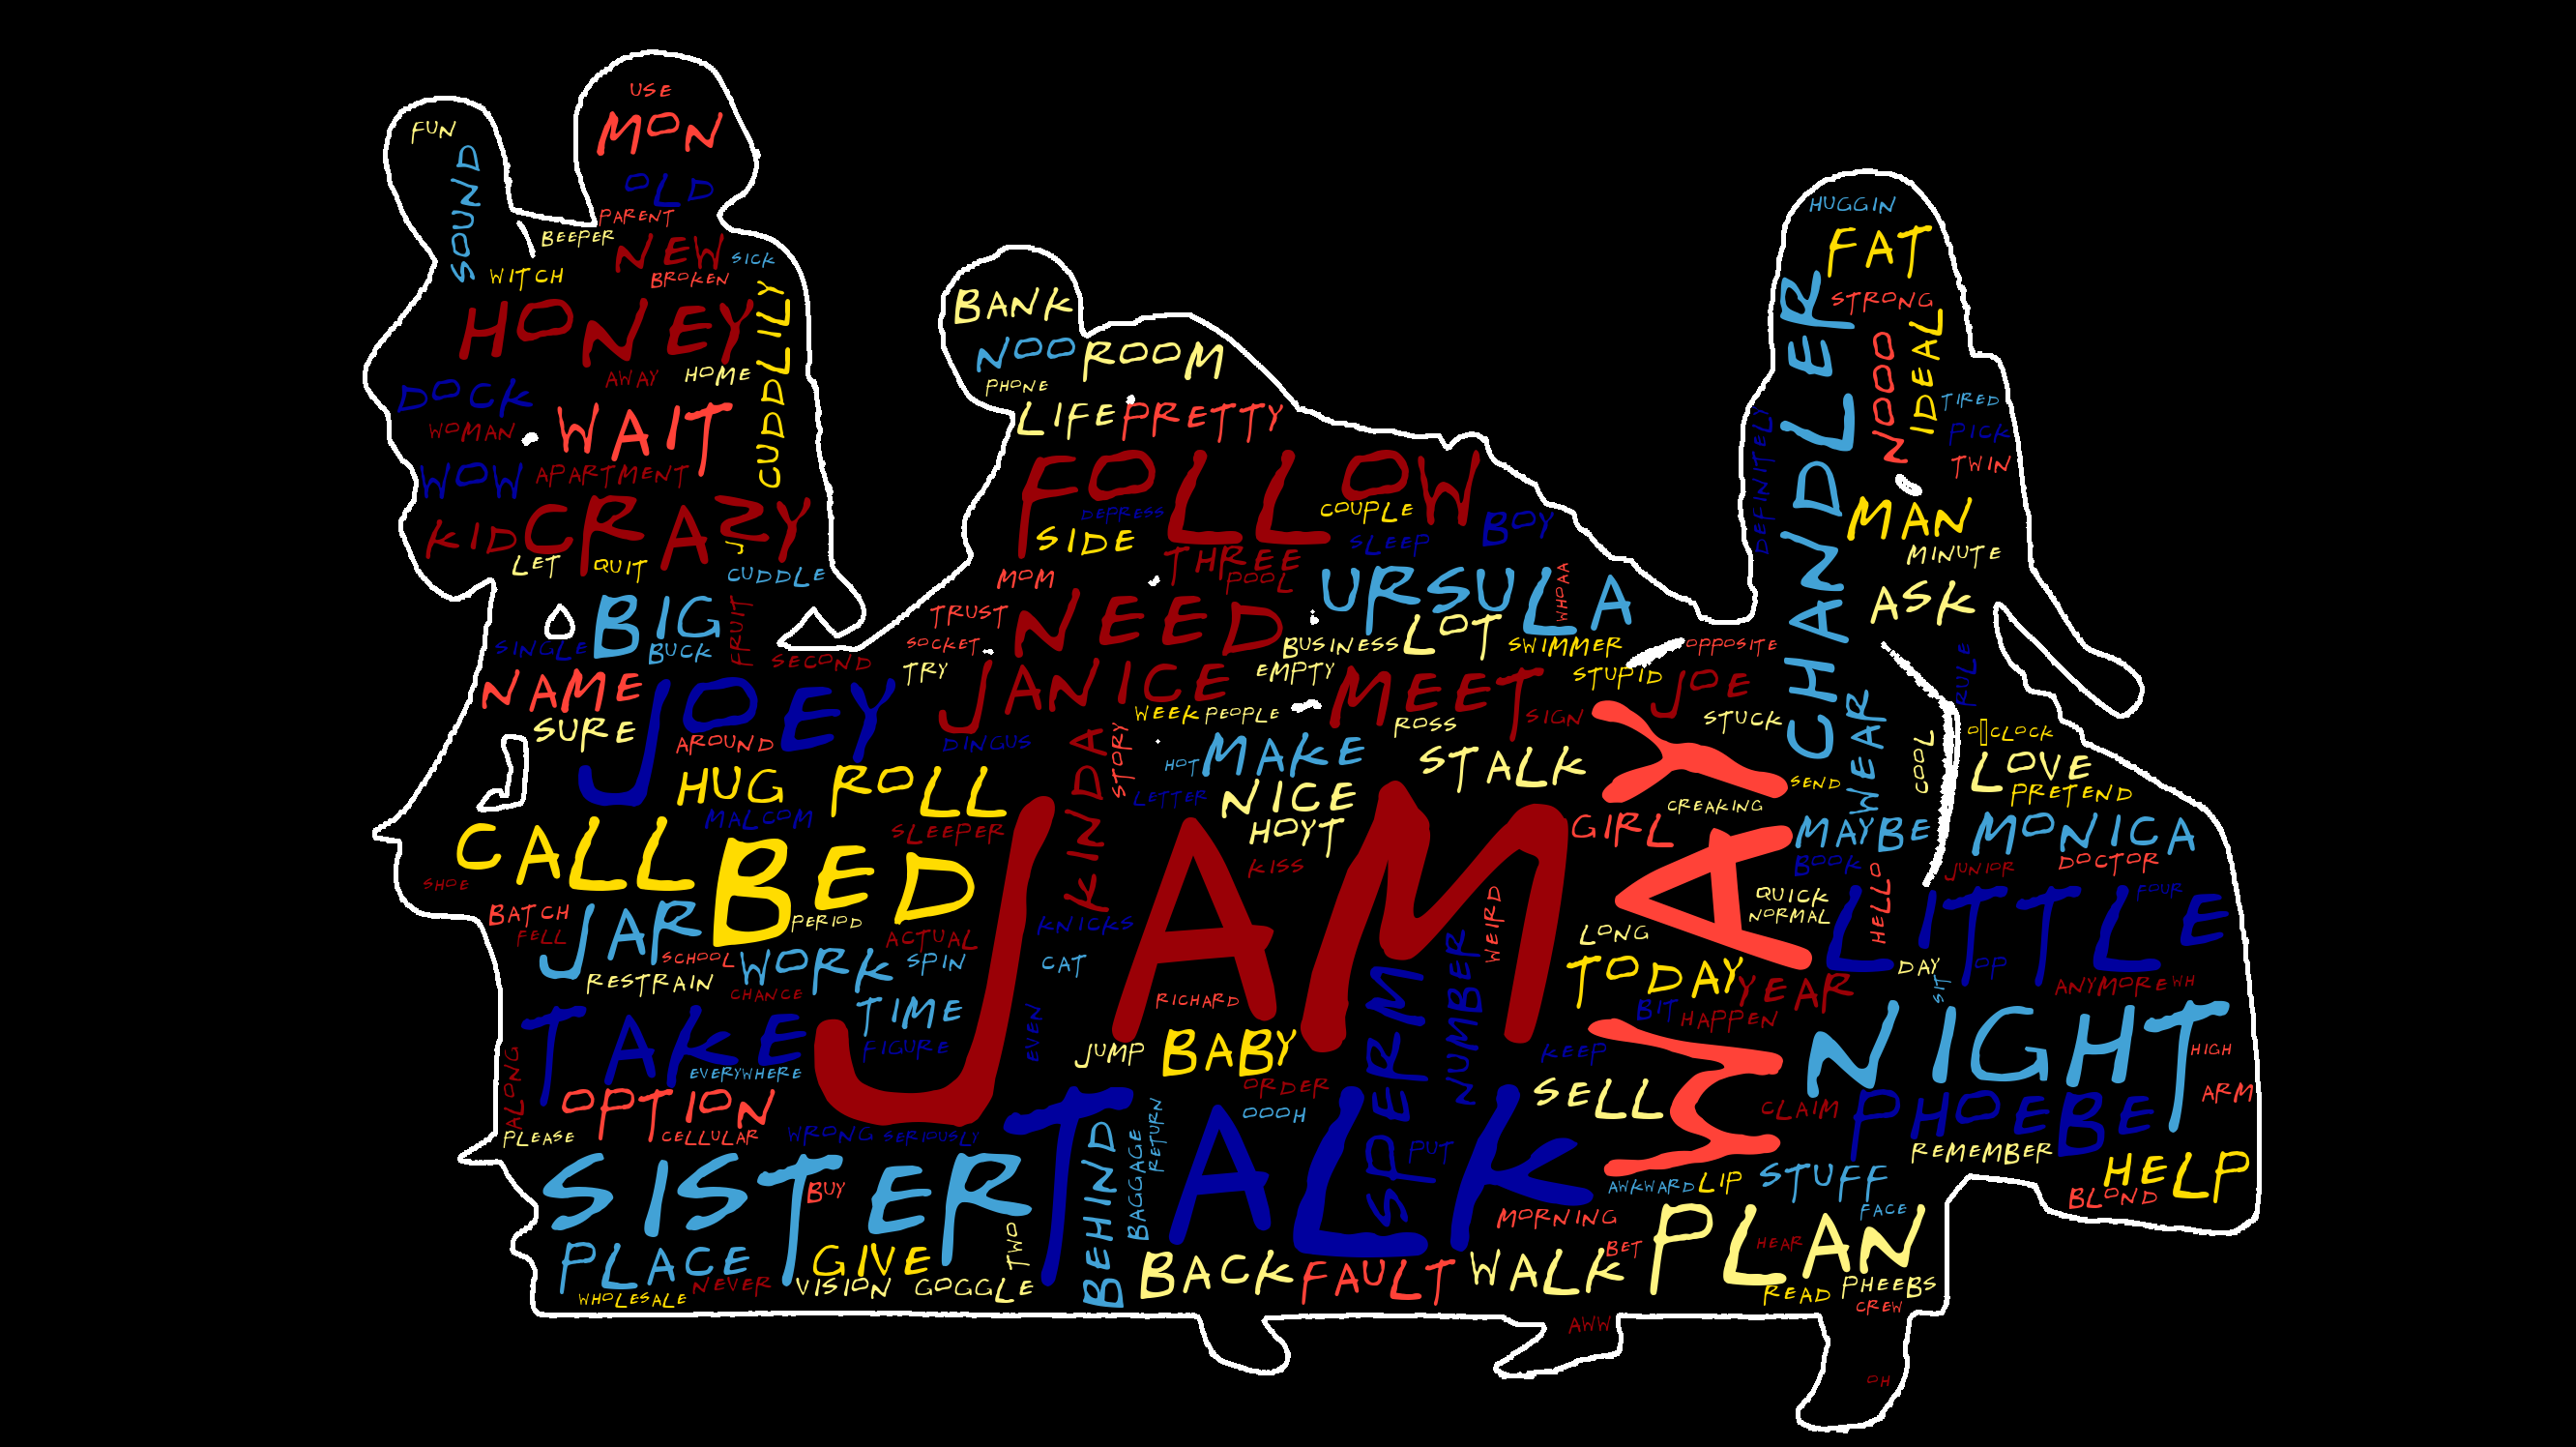 USE
FUN
MON
SOUND
OLD
PARENT
BEEPER
NEW
SICK
WITCH
BROKEN
HONEY
CUDDLILY
AWAY
HOME
DOCK
WAIT
WOMAN
WOW
APARTMENT
KID
CRAZY
LET
QUIT
J
CUDDLE
BIG
FRUIT
SINGLE
BUCK
SECOND
NAME
JOEY
SURE
AROUND
HUG
ROLL
MALCOM
SLEEPER
CALL
BED
SHOE
BATCH
FELL
JAR
PERIOD
ACTUAL
SCHOOL
WORK
SPIN
RESTRAIN
CHANCE
TIME
TAKE
FIGURE
EVERYWHERE
ALONG
OPTION
PLEASE
CELLULAR
WRONG
SERIOUSLY
SISTER
BUY
PLACE
GIVE
TWO
NEVER
VISION
GOGGLE
WHOLESALE
BANK
NOO
ROOM
PHONE
LIFE
PRETTY
FOLLOW
DEPRESS
COUPLE
SIDE
SLEEP
BOY
THREE
POOL
MOM
URSULA
WHOAA
TRUST
NEED
SOCKET
BUSINESS
LOT
SWIMMER
TRY
JANICE
EMPTY
MEET
STUPID
OPPOSITE
JOE
WEEK
PEOPLE
ROSS
SIGN
STUCK
DINGUS
KINDA
STORY
HOT
MAKE
STALK
LETTER
NICE
HOYT
KISS
JAM
KNICKS
CAT
WEIRD
RICHARD
EVEN
JUMP
BABY
SPERM
NUMBER
ORDER
OOOH
TALK
PUT
BEHIND
BAGGAGE
RETURN
BACK
FAULT
WALK
MORNING
BET
WAY
GIRL
CREAKING
SEND
LONG
TODAY
YEAR
BIT
HAPPEN
KEEP
SELL
CLAIM
AWKWARD
LIP
STUFF
FACE
PLAN
HEAR
READ
PHEEBS
CREW
AWW
OH
HUGGIN
FAT
STRONG
CHANDLER
NOOO
IDEAL
TIRED
PICK
TWIN
DEFINITELY
MAN
MINUTE
ASK
RULE
WEAR
COOL
O▯CLOCK
LOVE
PRETEND
MAYBE
MONICA
BOOK
HELLO
JUNIOR
DOCTOR
QUICK
NORMAL
LITTLE
FOUR
DAY
OP
SIT
ANYMORE
WH
NIGHT
HIGH
ARM
PHOEBE
REMEMBER
HELP
BLOND